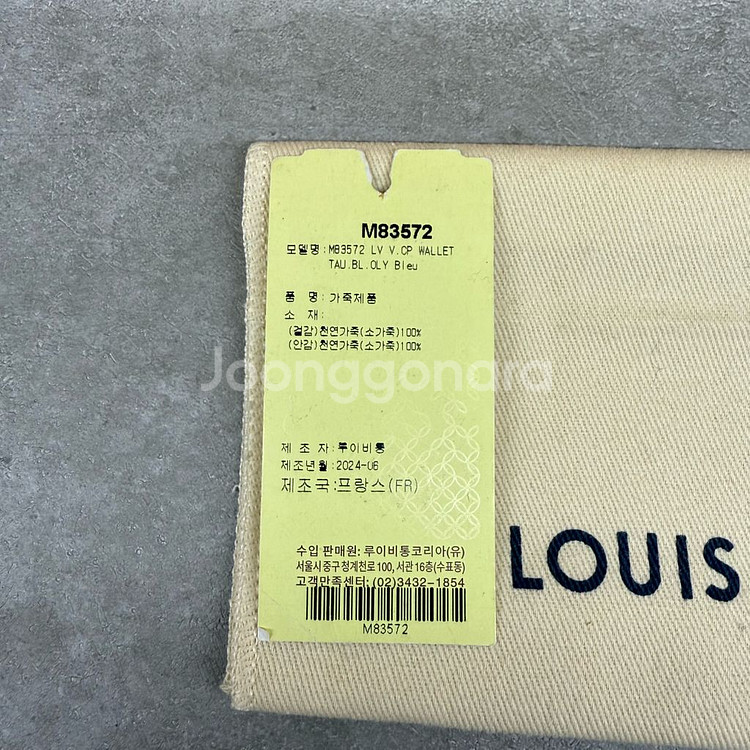 M83572
모델명:M83572 LV V.CP WALLET
TAU.BL.OLY Bleu
품 명:가죽제품
소 재:
(겉감)천연가죽(소가죽)100%
(안감)천연가죽(소가죽)100%
Joonggonara
제 조 자:루이비통
제조년월:2024-06
제조국:프랑스(FR)
수입 판매원: 루이비통코리아(유)
서울시 중구 청계천로 100, 서관 16층(수표동)
고객만족센터: (02)3432-1854
M83572
LOUIS